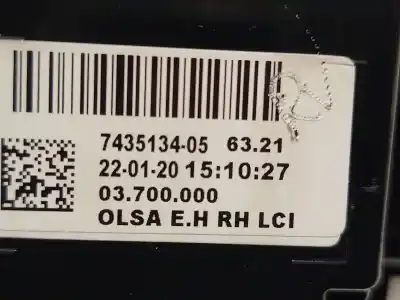 7435134-05 63.21
22-01-20 15:10:27
03.700.000
OLSA E.H RH LCI